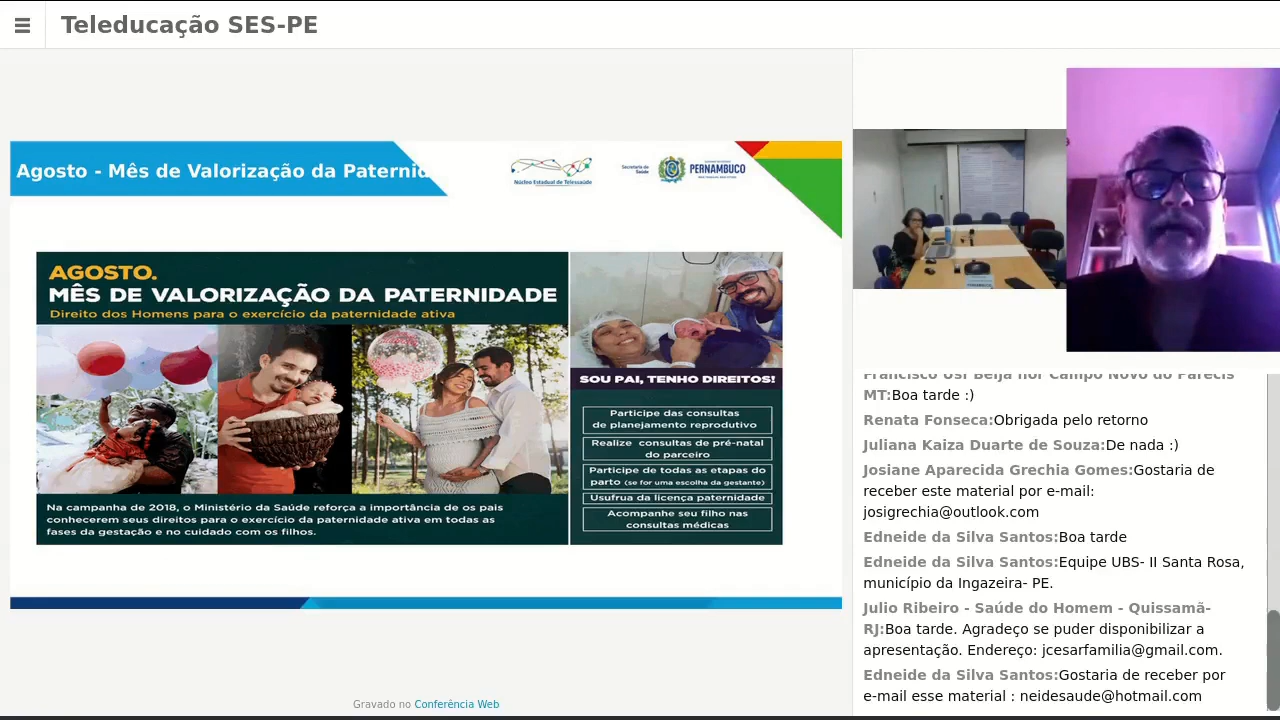 Teleducação SES-PE
Agosto - Mês de Valorização da Paternid
Núcleo Estadual de Telessaúde
Secretaria de
Saúde
PERNAMBUCO
AGOSTO.
MÊS DE VALORIZAÇÃO DA PATERNIDADE
Direito dos Homens para o exercício da paternidade ativa
Na campanha de 2018, o Ministério da Saúde reforça a importância de os pais
conhecerem seus direitos para o exercício da paternidade ativa em todas as
fases da gestação e no cuidado com os filhos.
SOU PAI, TENHO DIREITOS!
Participe das consultas
de planejamento reprodutivo
Realize consultas de pré-natal
do parceiro
Participe de todas as etapas do
parto (se for uma escolha da gestante)
Usufrua da licença paternidade
Acompanhe seu filho nas
consultas médicas
Francisco Usf Beija flor Campo Novo do Parecis
MT:Boa tarde :)
Renata Fonseca:Obrigada pelo retorno
Juliana Kaiza Duarte de Souza:De nada :)
Josiane Aparecida Grechia Gomes:Gostaria de
receber este material por e-mail:
josigrechia@outlook.com
Edneide da Silva Santos:Boa tarde
Edneide da Silva Santos:Equipe UBS- II Santa Rosa,
município da Ingazeira- PE.
Julio Ribeiro - Saúde do Homem - Quissamã-
RJ:Boa tarde. Agradeço se puder disponibilizar a
apresentação. Endereço: jcesarfamilia@gmail.com.
Edneide da Silva Santos:Gostaria de receber por
e-mail esse material : neidesaude@hotmail.com
Gravado no Conferência Web